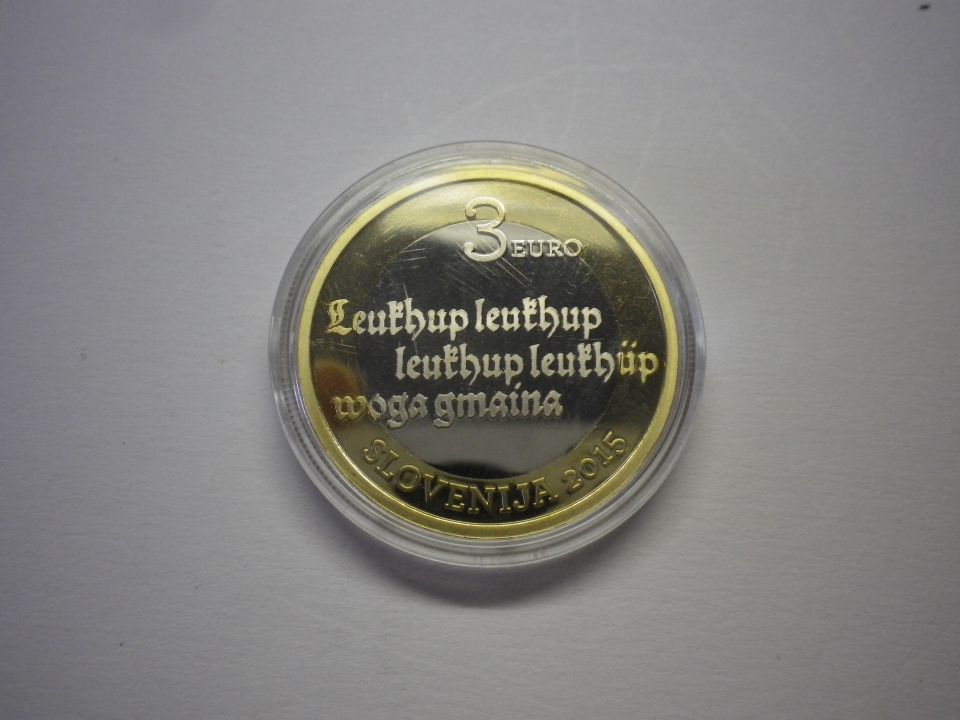 3 EURO
Leukhup leukhup
leukhup leukhüp
woga gmaina
SLOVENIJA 2015